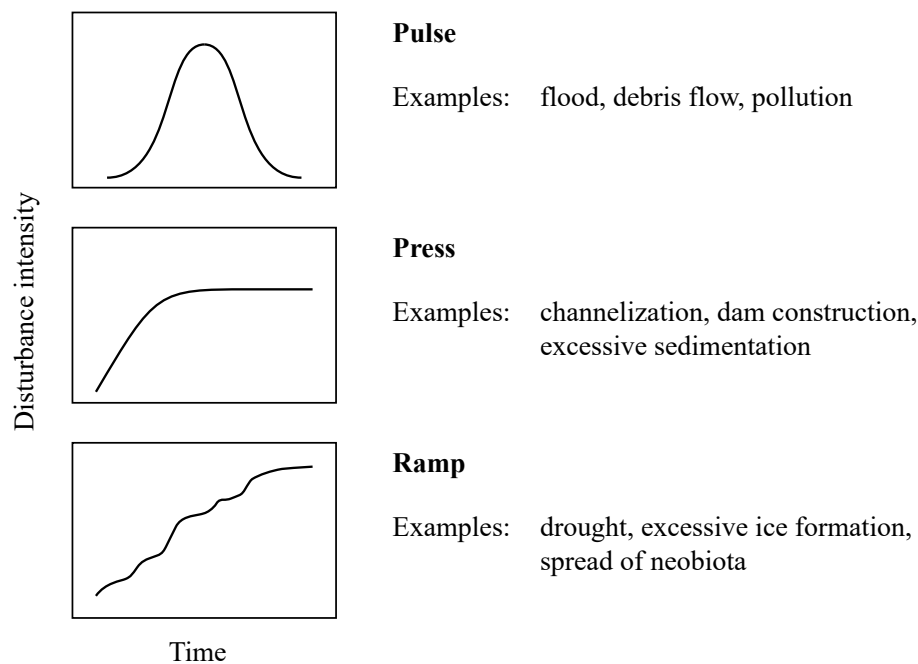 Pulse
Examples: flood, debris flow, pollution
Disturbance intensity
Press
Examples: channelization, dam construction,
excessive sedimentation
Ramp
Examples: drought, excessive ice formation,
spread of neobiota
Time